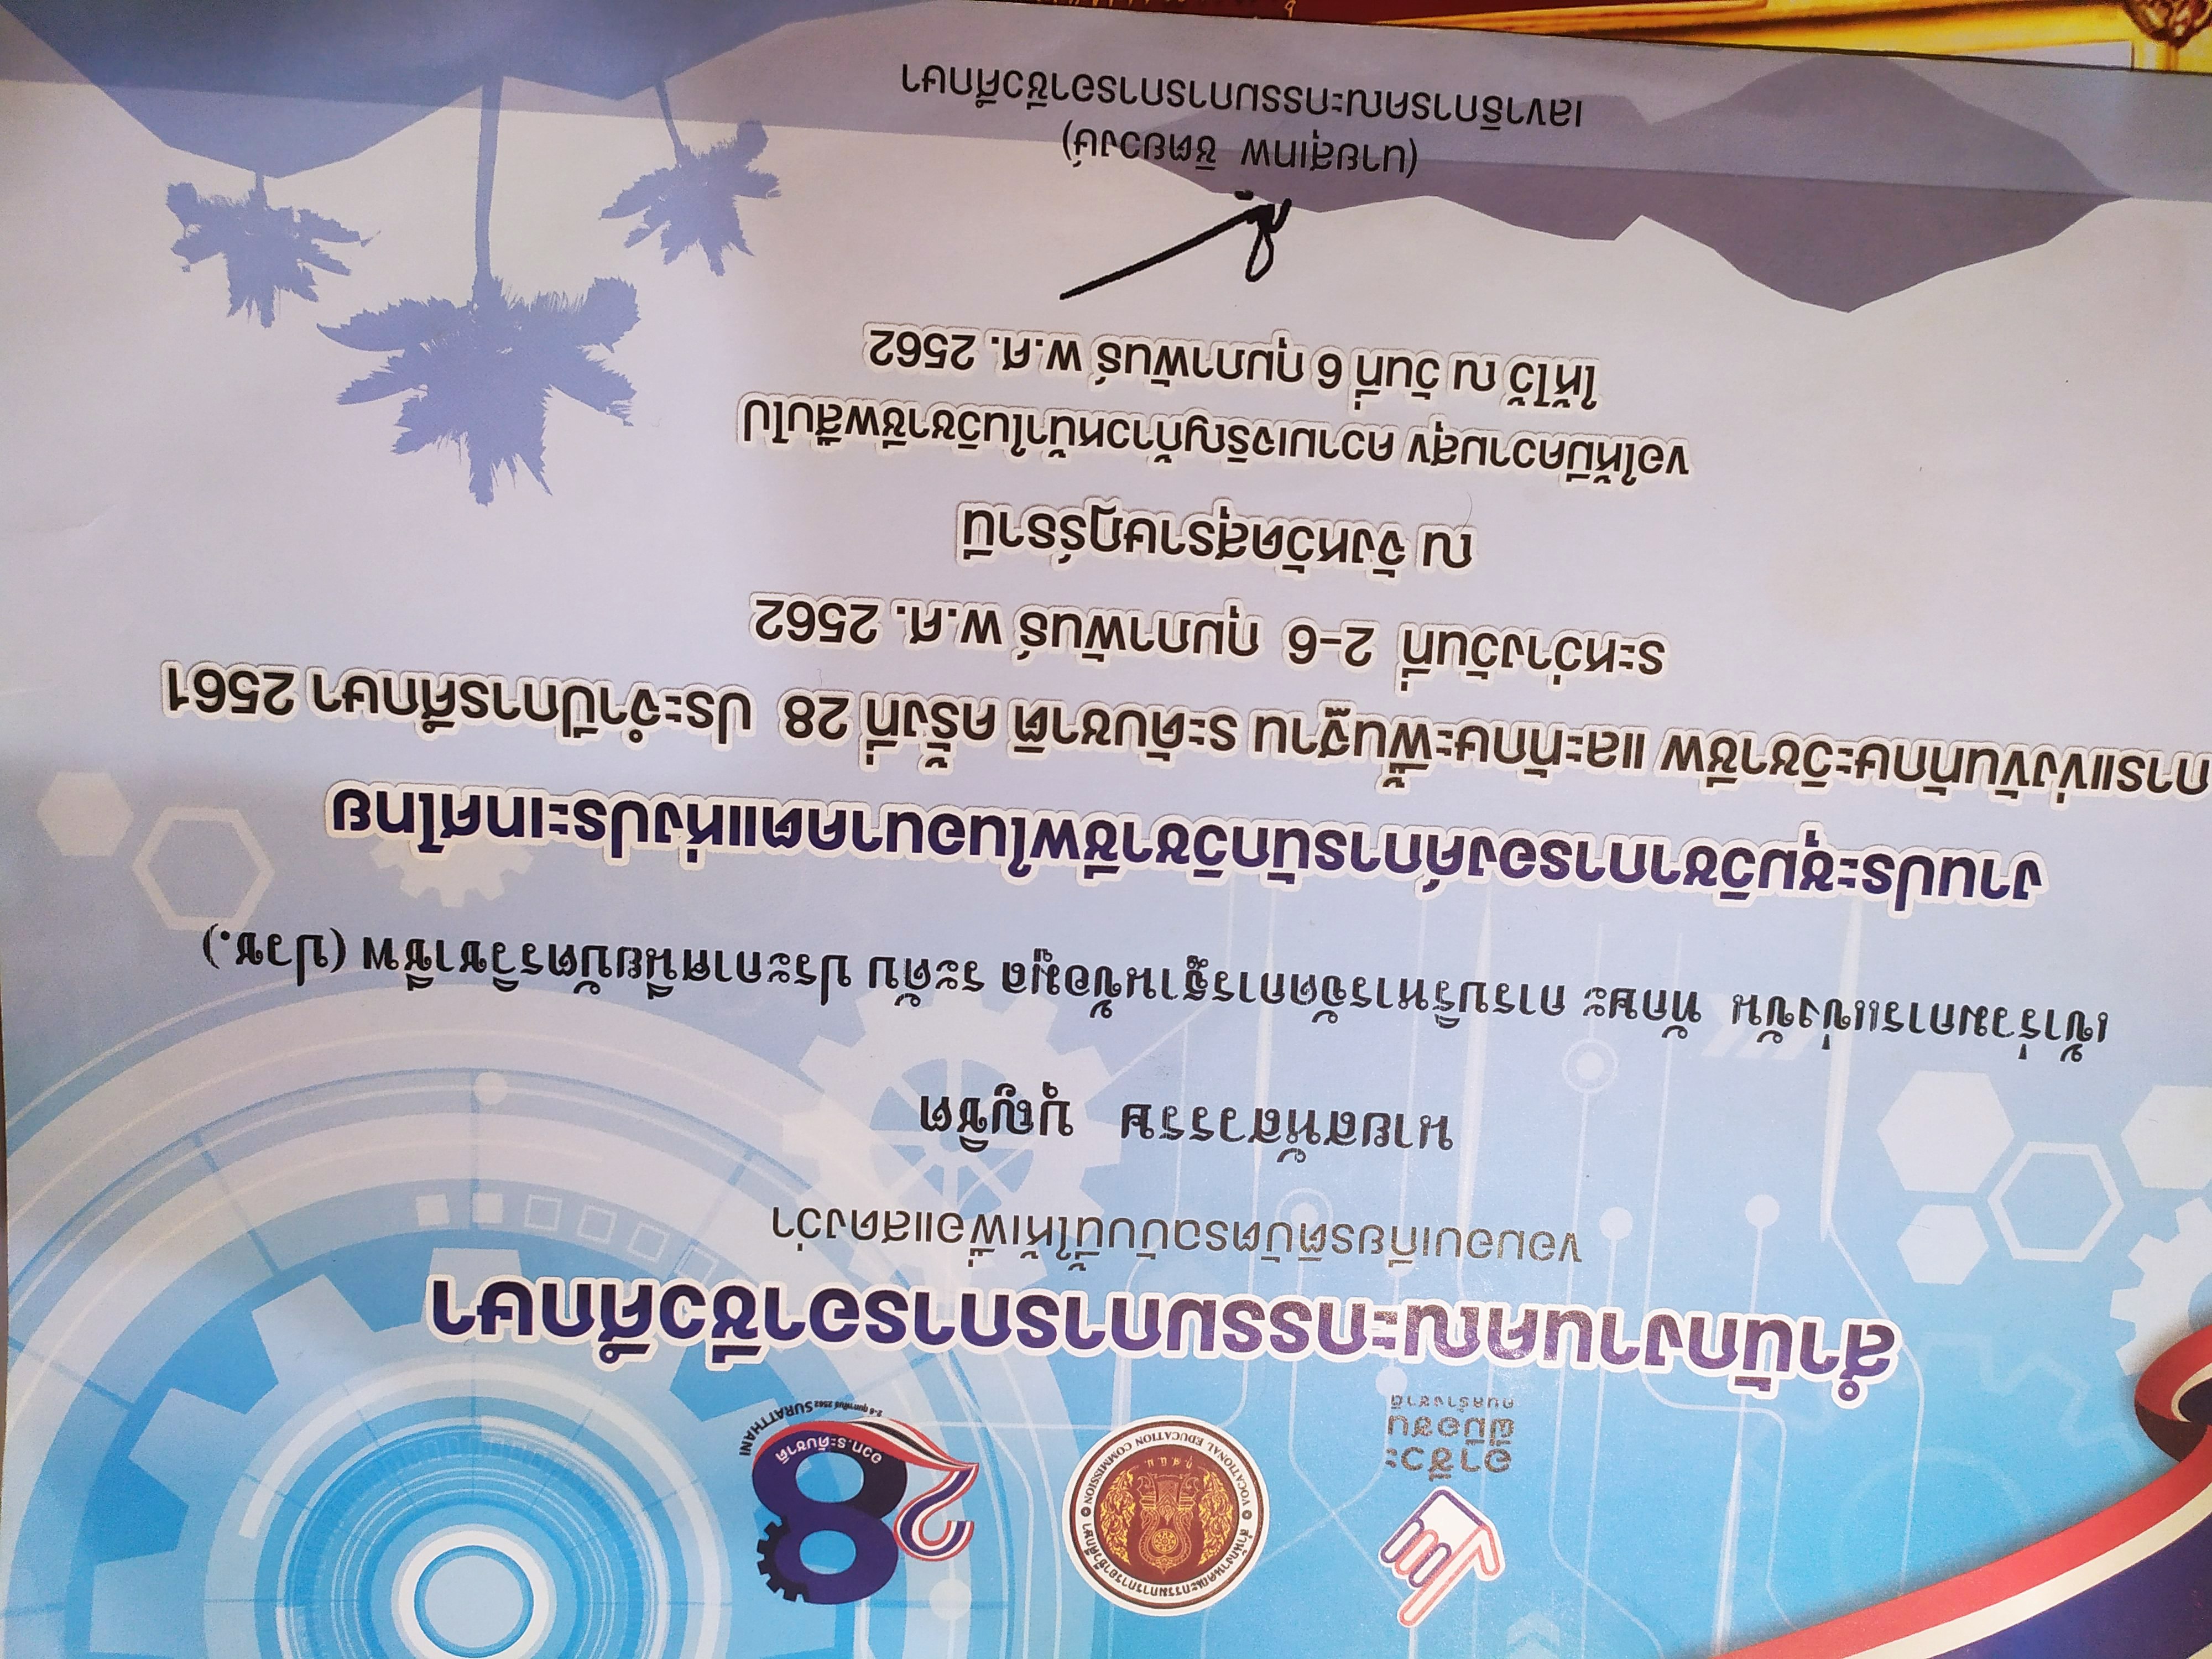 อาชีวะ
ฝีมือชน
คนสร้างชาติ
สำนักงานคณะกรรมการการอาชีวศึกษา
ก.ส.น.ม.
VOCATIONAL EDUCATION COMMISSION
28
อวท.ระดับชาติ
2-6 กุมภาพันธ์ 2562 SURATTHANI
สำนักงานคณะกรรมการการอาชีวศึกษา
ขอมอบเกียรติบัตรฉบับนี้ให้เพื่อแสดงว่า
นายสหัสวรรษ บุญชิต
เข้าร่วมการแข่งขัน ทักษะ การบริหารจัดการฐานข้อมูล ระดับ ประกาศนียบัตรวิชาชีพ (ปวช.)
งานประชุมวิชาการองค์การนักวิชาชีพในอนาคตแห่งประเทศไทย
การแข่งขันทักษะวิชาชีพ และทักษะพื้นฐาน ระดับชาติ ครั้งที่ 28 ประจำปีการศึกษา 2561
ระหว่างวันที่ 2-6 กุมภาพันธ์ พ.ศ. 2562
ณ จังหวัดสุราษฎร์ธานี
ขอให้มีความสุข ความเจริญก้าวหน้าในวิชาชีพสืบไป
ให้ไว้ ณ วันที่ 6 กุมภาพันธ์ พ.ศ. 2562
(นายสุเทพ ชิตยวงษ์)
เลขาธิการคณะกรรมการการอาชีวศึกษา